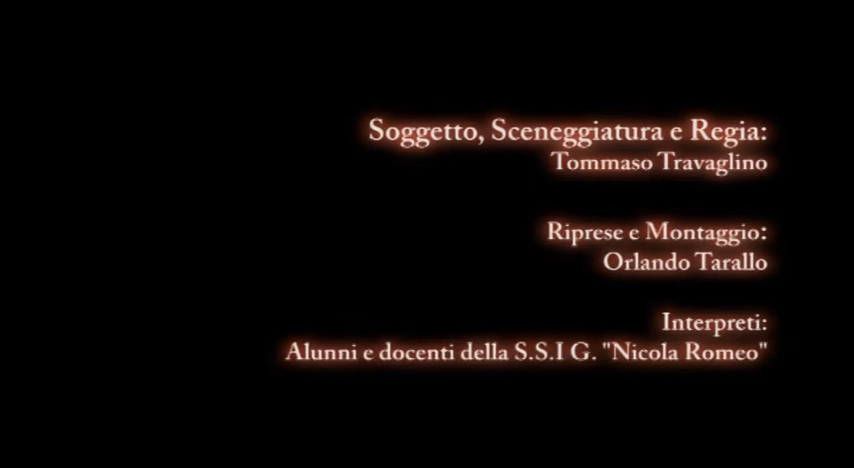 Soggetto, Sceneggiatura e Regia:
Tommaso Travaglino
Riprese e Montaggio:
Orlando Tarallo
Interpreti:
Alunni e docenti della S.S.I G. "Nicola Romeo"